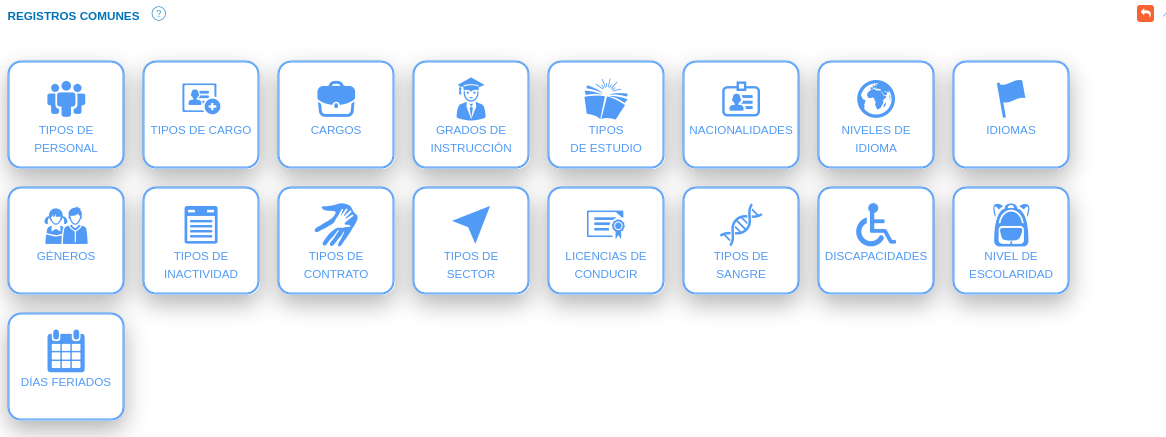 REGISTROS COMUNES ?
TIPOS DE
PERSONAL
TIPOS DE CARGO
CARGOS
GRADOS DE
INSTRUCCIÓN
TIPOS
DE ESTUDIO
NACIONALIDADES
NIVELES DE
IDIOMA
IDIOMAS
GÉNEROS
TIPOS DE
INACTIVIDAD
TIPOS DE
CONTRATO
TIPOS DE
SECTOR
LICENCIAS DE
CONDUCIR
TIPOS DE
SANGRE
DISCAPACIDADES
NIVEL DE
ESCOLARIDAD
DÍAS FERIADOS